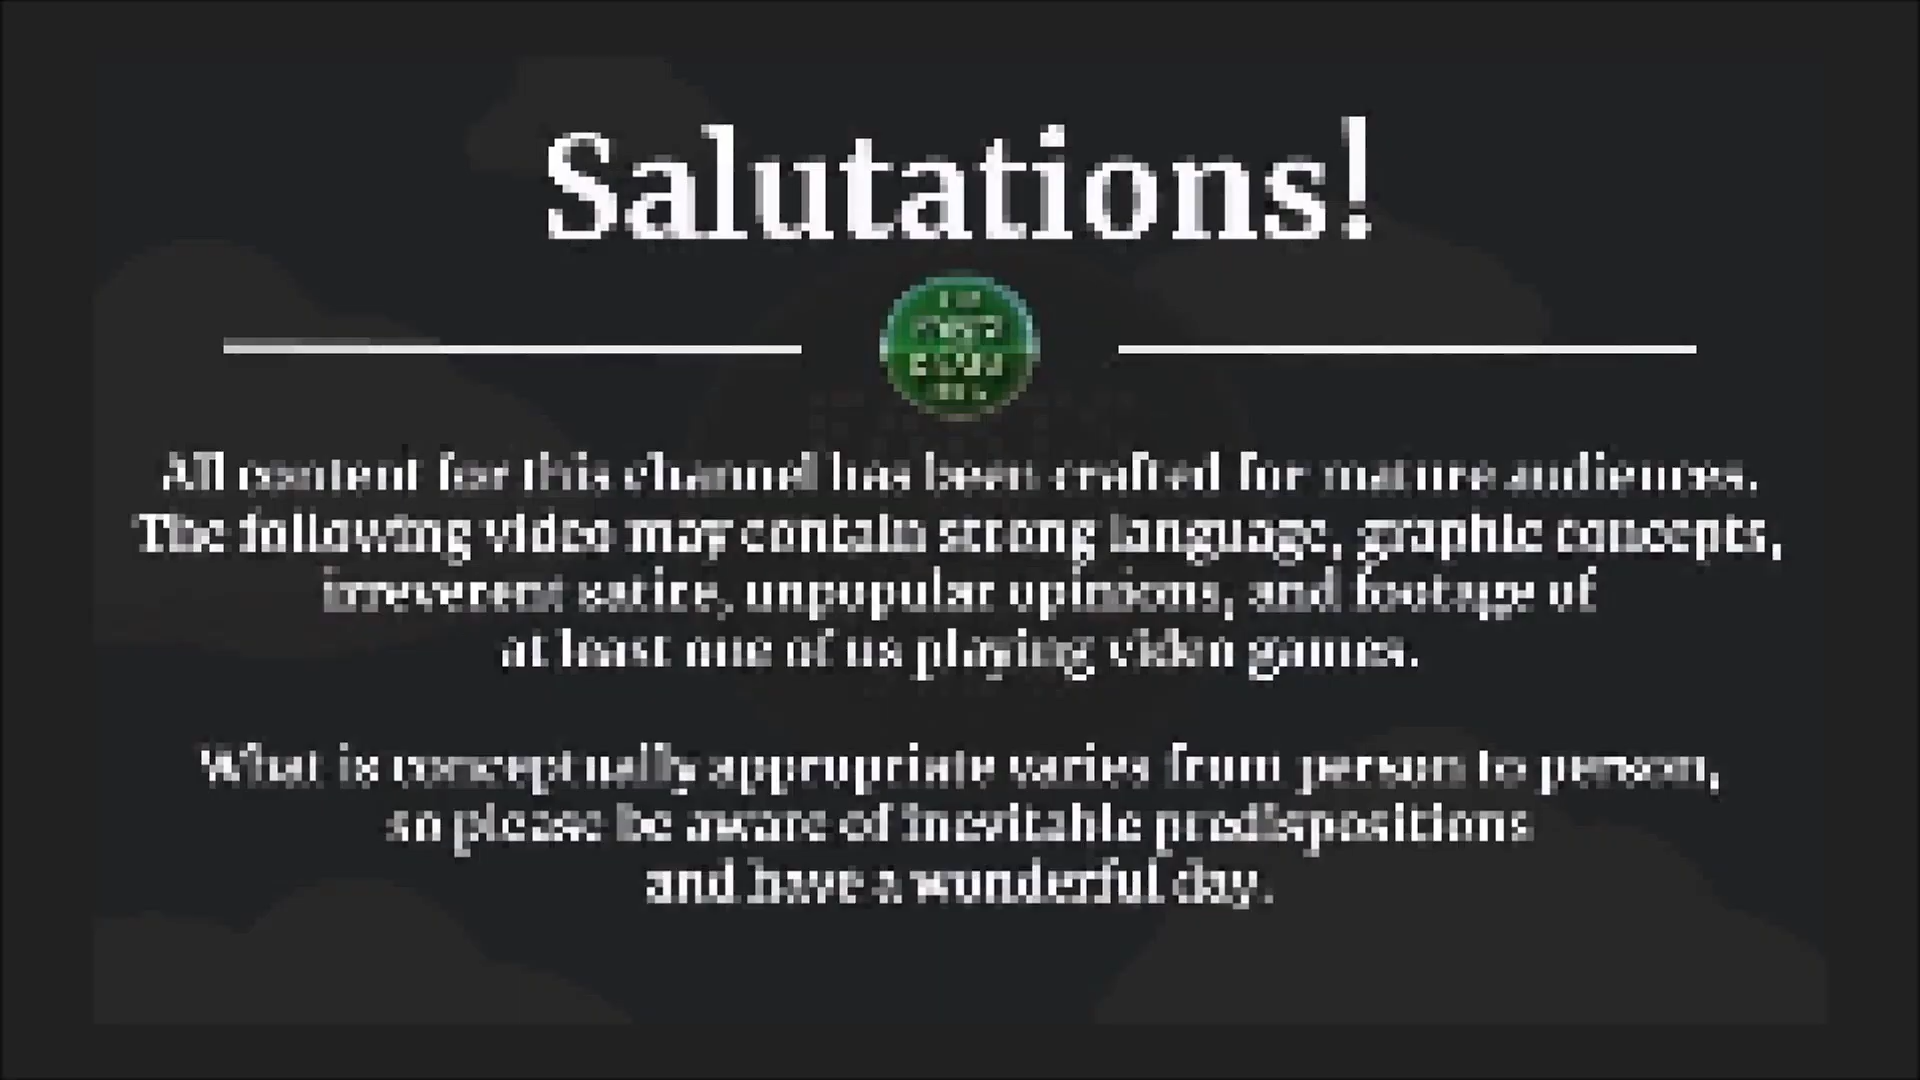 Salutations!
All content for this channel has been crafted for mature audiences.
The following video may contain strong language, graphic concepts,
irreverent satire, unpopular opinions, and footage of
at least one of us playing video games.
What is conceptually appropriate varies from person to person,
so please be aware of inevitable predispositions
and have a wonderful day.